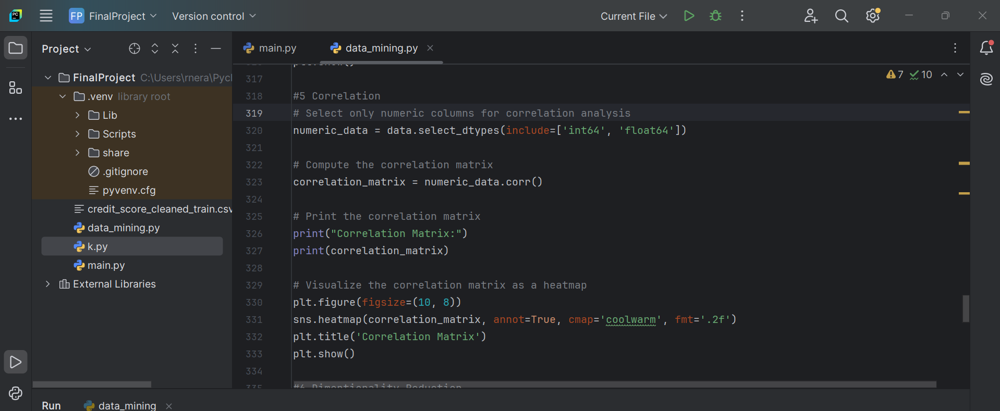 FP FinalProject Version control Current File
Project
FinalProject C:\Users\rnera\Pycl
.venv library root
Lib
Scripts
share
.gitignore
pyvenv.cfg
credit_score_cleaned_train.csv
data_mining.py
k.py
main.py
External Libraries
main.py data_mining.py
7 10
317
318 #5 Correlation
319 # Select only numeric columns for correlation analysis
320 numeric_data = data.select_dtypes(include=['int64', 'float64'])
321
322 # Compute the correlation matrix
323 correlation_matrix = numeric_data.corr()
324
325 # Print the correlation matrix
326 print("Correlation Matrix:")
327 print(correlation_matrix)
328
329 # Visualize the correlation matrix as a heatmap
330 plt.figure(figsize=(10, 8))
331 sns.heatmap(correlation_matrix, annot=True, cmap='coolwarm', fmt='.2f')
332 plt.title('Correlation Matrix')
333 plt.show()
334
335 #6 Dimentionality Reduction
Run data_mining